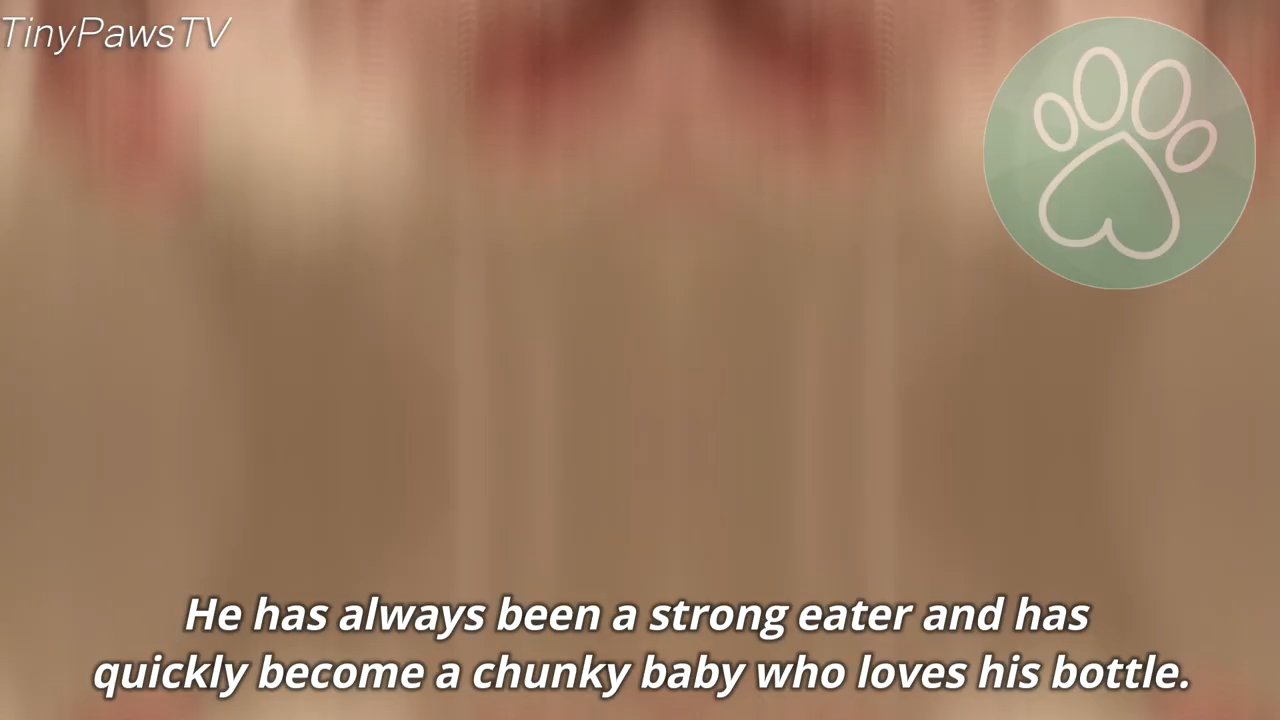 TinyPawsTV
He has always been a strong eater and has
quickly become a chunky baby who loves his bottle.